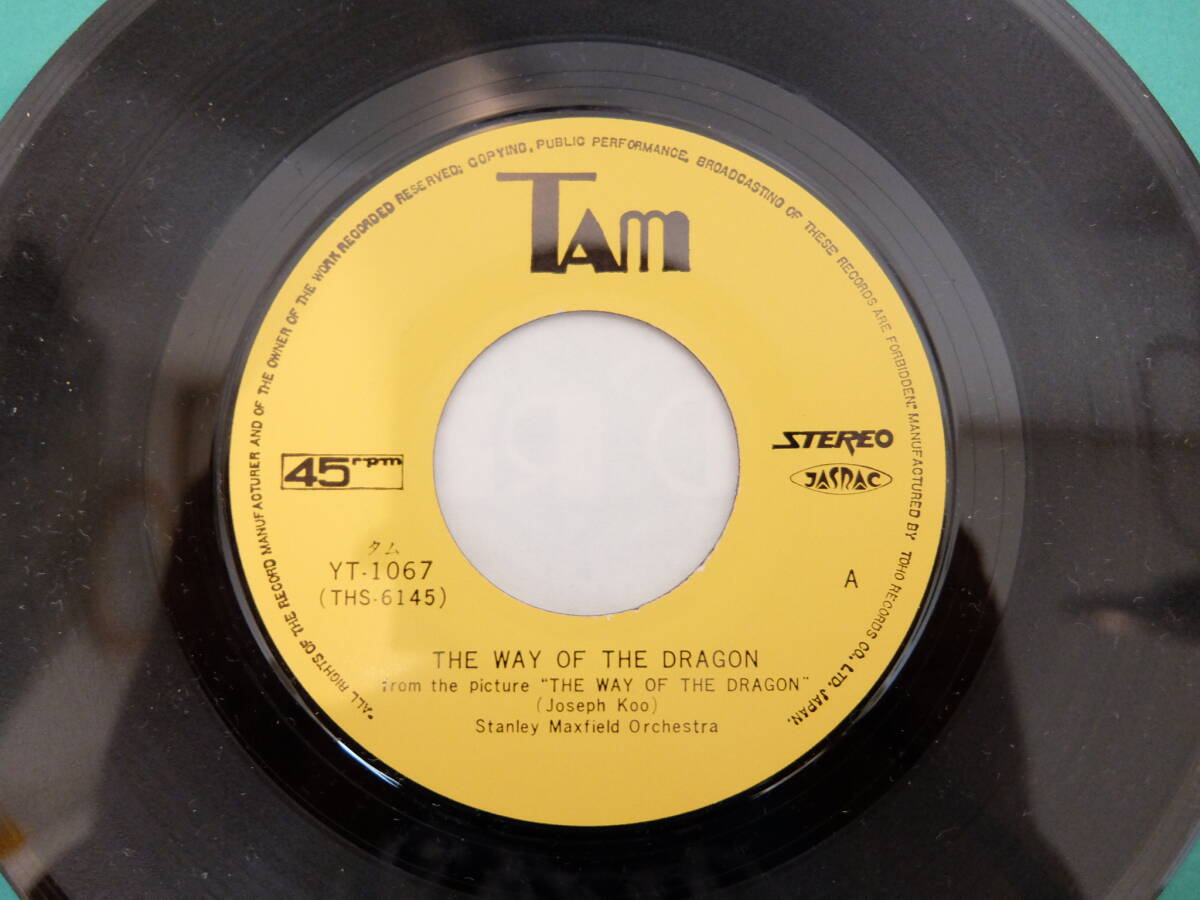 "ALL RIGHTS OF THE RECORD MANUFACTURER AND OF THE OWNER OF THE WORK RECORDED RESERVED; COPYING, PUBLIC PERFORMANCE, BROADCASTING OF THESE RECORDS ARE FORBIDDEN." MANUFACTURED BY TOHO RECORDS CO., LTD. JAPAN.
TAM
45rpm
STEREO
JASRAC
タム
YT-1067
(THS-6145)
A
THE WAY OF THE DRAGON
from the picture "THE WAY OF THE DRAGON"
(Joseph Koo)
Stanley Maxfield Orchestra